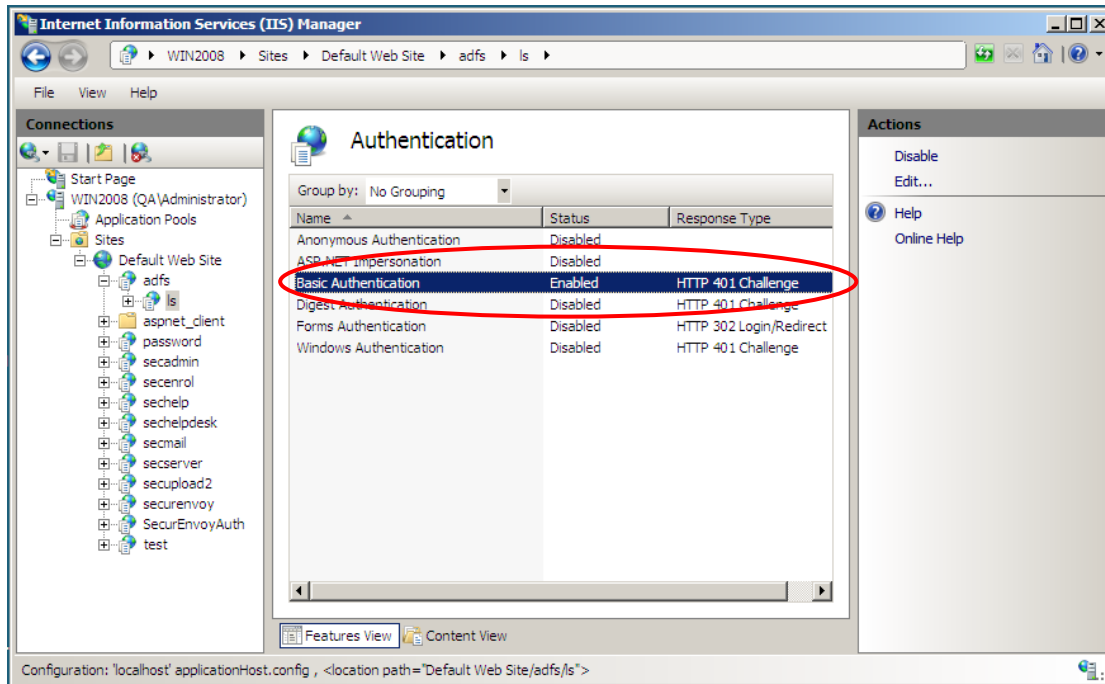 Internet Information Services (IIS) Manager
WIN2008 Sites Default Web Site adfs ls
File View Help
Connections
Start Page
WIN2008 (QA\Administrator)
Application Pools
Sites
Default Web Site
adfs
ls
aspnet_client
password
secadmin
secenrol
sechelp
sechelpdesk
secmail
secserver
secupload2
securenvoy
SecurEnvoyAuth
test
Authentication
Group by: No Grouping
Name Status Response Type
Anonymous Authentication Disabled
ASP.NET Impersonation Disabled
Basic Authentication Enabled HTTP 401 Challenge
Digest Authentication Disabled HTTP 401 Challenge
Forms Authentication Disabled HTTP 302 Login/Redirect
Windows Authentication Disabled HTTP 401 Challenge
Features View Content View
Actions
Disable
Edit...
Help
Online Help
Configuration: 'localhost' applicationHost.config , <location path="Default Web Site/adfs/ls">